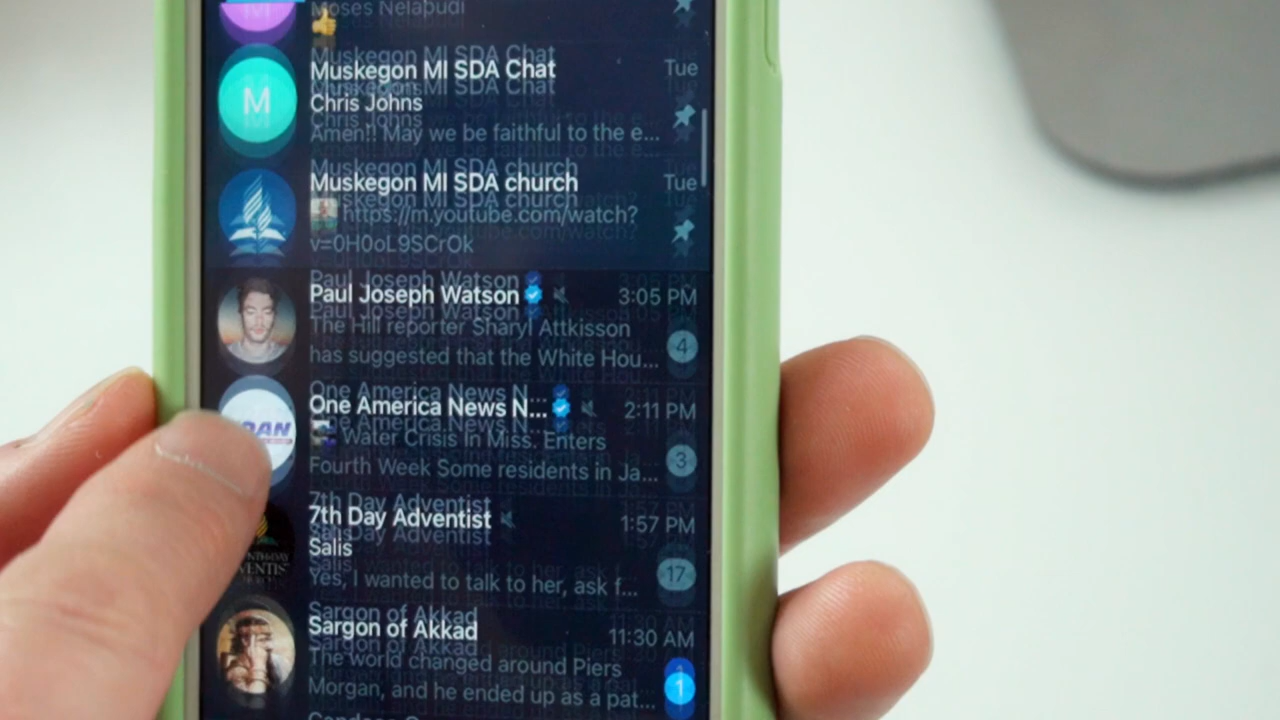 M
Moses Nelapudi
👍
Muskegon MI SDA Chat
Tue
M
Chris Johns
Amen!! May we be faithful to the e...
Muskegon MI SDA church
Tue
https://m.youtube.com/watch?
v=0H0oL9SCrOk
Paul Joseph Watson
3:05 PM
The Hill reporter Sharyl Attkisson
has suggested that the White Hou...
4
One America News N...
2:11 PM
OAN
Water Crisis In Miss. Enters
Fourth Week Some residents in Ja...
3
7th Day Adventist
1:57 PM
Salis
Yes, I wanted to talk to her, ask f...
17
Sargon of Akkad
11:30 AM
The world changed around Piers
Morgan, and he ended up as a pat...
1